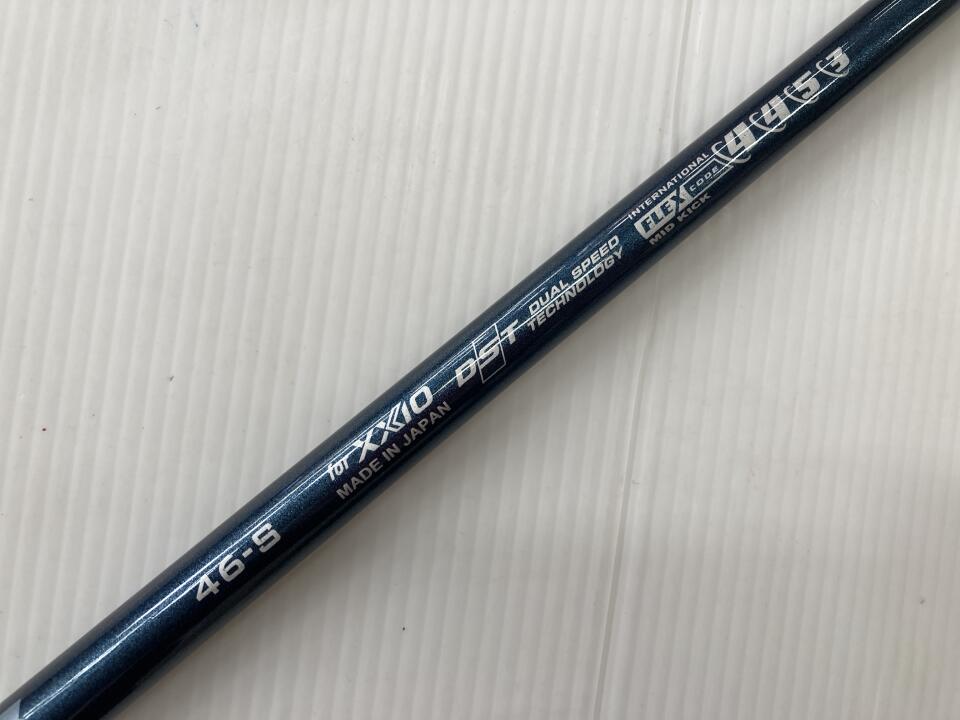 46-S
for XXIO
MADE IN JAPAN
DST
DUAL SPEED
TECHNOLOGY
INTERNATIONAL
FLEX CODE
MID KICK
4453